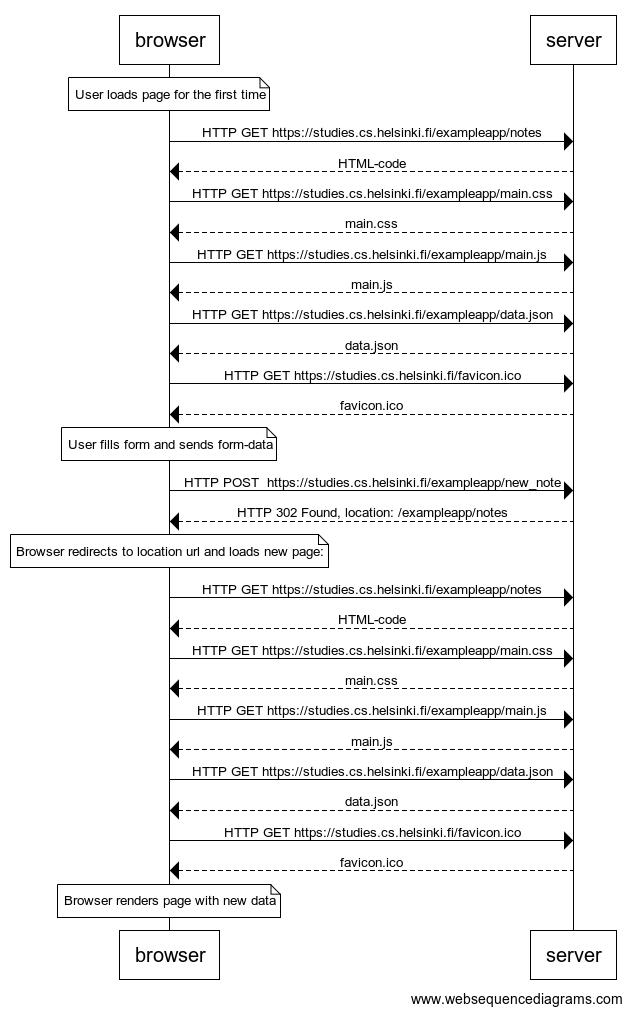 browser
server
User loads page for the first time
HTTP GET https://studies.cs.helsinki.fi/exampleapp/notes
HTML-code
HTTP GET https://studies.cs.helsinki.fi/exampleapp/main.css
main.css
HTTP GET https://studies.cs.helsinki.fi/exampleapp/main.js
main.js
HTTP GET https://studies.cs.helsinki.fi/exampleapp/data.json
data.json
HTTP GET https://studies.cs.helsinki.fi/favicon.ico
favicon.ico
User fills form and sends form-data
HTTP POST  https://studies.cs.helsinki.fi/exampleapp/new_note
HTTP 302 Found, location: /exampleapp/notes
Browser redirects to location url and loads new page:
HTTP GET https://studies.cs.helsinki.fi/exampleapp/notes
HTML-code
HTTP GET https://studies.cs.helsinki.fi/exampleapp/main.css
main.css
HTTP GET https://studies.cs.helsinki.fi/exampleapp/main.js
main.js
HTTP GET https://studies.cs.helsinki.fi/exampleapp/data.json
data.json
HTTP GET https://studies.cs.helsinki.fi/favicon.ico
favicon.ico
Browser renders page with new data
browser
server
www.websequencediagrams.com